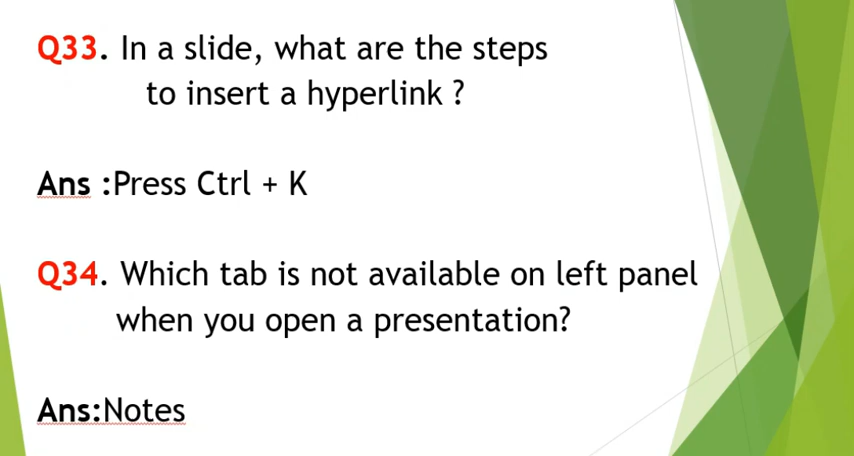 Q33. In a slide, what are the steps
to insert a hyperlink ?
Ans :Press Ctrl + K
Q34. Which tab is not available on left panel
when you open a presentation?
Ans:Notes